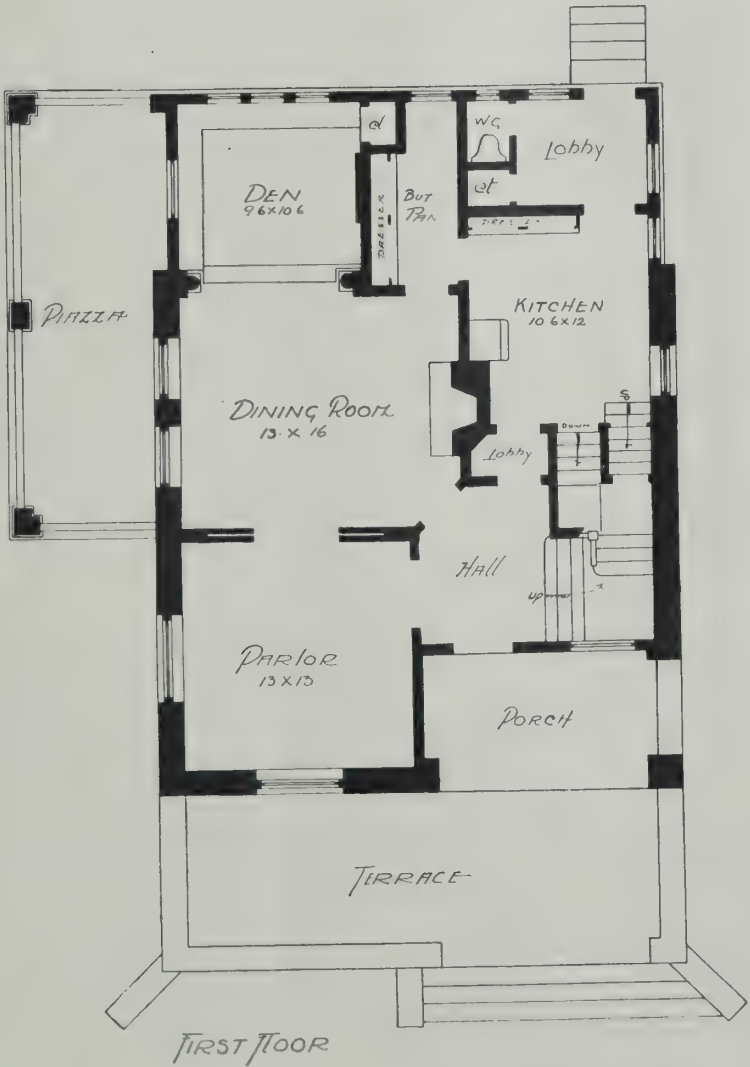 WC
Lobby
cl
DEN
9 6 X 10 6
DRESSER
BUT
PAN
ct
KITCHEN
10 6 X 12
PIAZZA
DINING ROOM
13 X 16
DOWN
Lobby
HALL
UP
PARLOR
13 X 13
PORCH
TERRACE
FIRST FLOOR